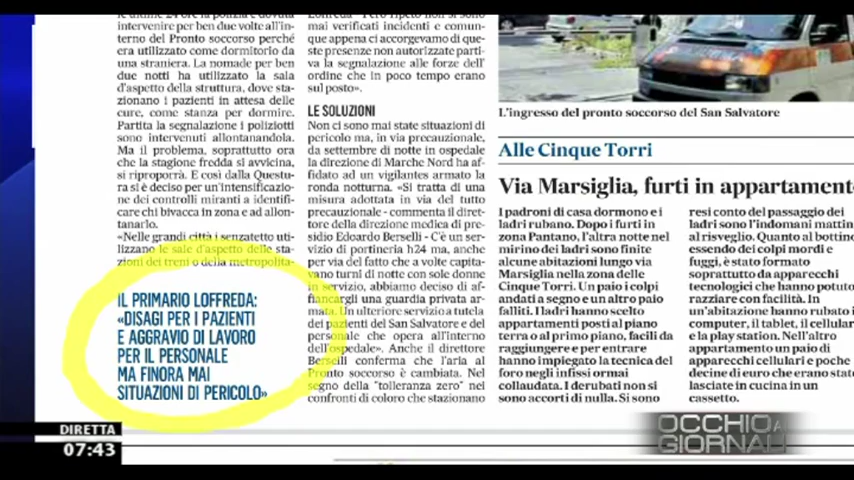 intervenire per ben due volte all'in-
terno del Pronto soccorso perché
era utilizzato come dormitorio da
una straniera. La nomade per ben
due notti ha utilizzato la sala
d'aspetto della struttura, dove sta-
zionano i pazienti in attesa delle
cure, come stanza per dormire.
Partita la segnalazione i poliziotti
sono intervenuti allontanandola.
Ma il problema, soprattutto ora
che la stagione fredda si avvicina,
si riproporrà. E così dalla Questu-
ra si è deciso per un'intensificazio-
ne dei controlli miranti a identifi-
care chi bivacca in zona e ad allon-
tanarlo.
«Nelle grandi città i senzatetto uti-
lizzano le sale d'aspetto delle sta-
zioni dei treni o della metropolita-
IL PRIMARIO LOFFREDA:
«DISAGI PER I PAZIENTI
E AGGRAVIO DI LAVORO
PER IL PERSONALE
MA FINORA MAI
SITUAZIONI DI PERICOLO»
Loffreda - Però ripeto non si sono
mai verificati incidenti e comun-
que appena ci accorgevamo di que-
ste presenze non autorizzate parti-
va la segnalazione alle forze dell'
ordine che in poco tempo erano
sul posto».
LE SOLUZIONI
Non ci sono mai state situazioni di
pericolo ma, in via precauzionale,
da settembre di notte in ospedale
la direzione di Marche Nord ha af-
fidato ad un vigilantes armato la
ronda notturna. «Si tratta di una
misura adottata in via del tutto
precauzionale - commenta il diret-
tore della direzione medica di pre-
sidio Edoardo Berselli - C'è un ser-
vizio di portineria h24 ma, anche
per via del fatto che a volte capita-
vano turni di notte con sole donne
in servizio, abbiamo deciso di af-
fiancargli una guardia privata ar-
mata. Un ulteriore servizio a tutela
dei pazienti del San Salvatore e del
personale che opera all'interno
dell'ospedale». Anche il direttore
Berselli conferma che l'aria al
Pronto soccorso è cambiata. Nel
segno della "tolleranza zero" nei
confronti di coloro che stazionano
L'ingresso del pronto soccorso del San Salvatore
Alle Cinque Torri
Via Marsiglia, furti in appartament
I padroni di casa dormono e i
ladri rubano. Dopo i furti in
zona Pantano, l'altra notte nel
mirino dei ladri sono finite
alcune abitazioni lungo via
Marsiglia nella zona delle
Cinque Torri. Un paio i colpi
andati a segno e un altro paio
falliti. I ladri hanno scelto
appartamenti posti al piano
terra o al primo piano, facili da
raggiungere e per entrare
hanno impiegato la tecnica del
foro negli infissi ormai
collaudata. I derubati non si
sono accorti di nulla. Si sono
resi conto del passaggio dei
ladri sono l'indomani mattin
al risveglio. Quanto al bottino
essendo dei colpi mordi e
fuggi, è stato formato
soprattutto da apparecchi
tecnologici che hanno potuto
razziare con facilità. In
un'abitazione hanno rubato i
computer, il tablet, il cellular
e la play station. Nell'altro
appartamento un paio di
apparecchi cellulari e poche
decine di euro che erano stat
lasciate in cucina in un
cassetto.
DIRETTA
07:43
OCCHIO AI
GIORNALI